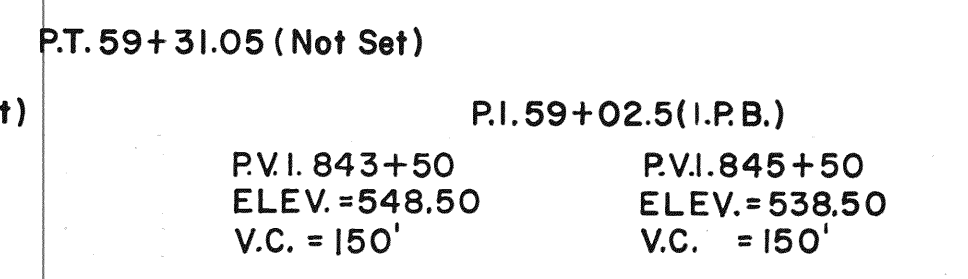 P.T. 59+31.05 (Not Set)
t)
P.I. 59+02.5(I.P.B.)
P.V.I. 843+50
ELEV. =548.50
V.C. = 150'
P.V.I. 845+50
ELEV. = 538.50
V.C. = 150'